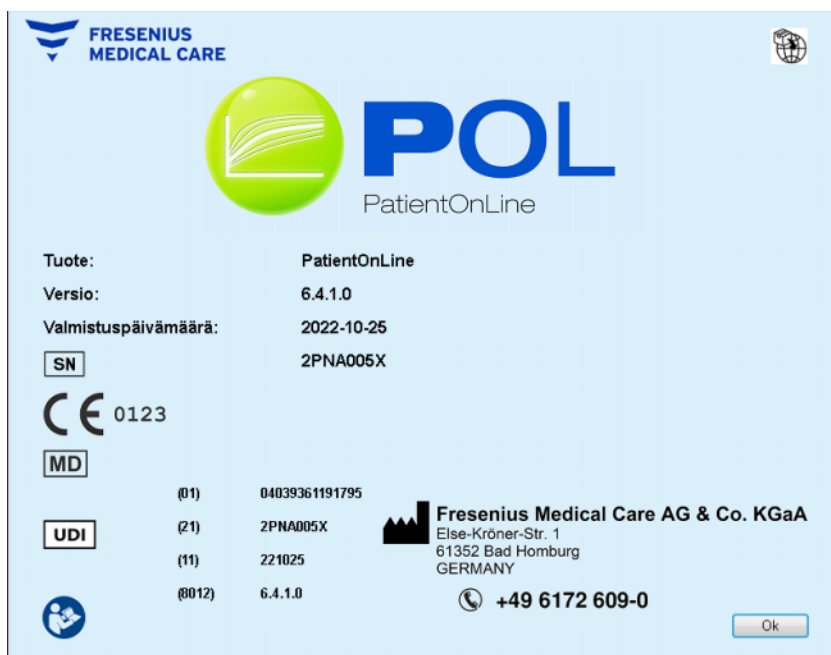 FRESENIUS
MEDICAL CARE
POL
PatientOnLine
Tuote: PatientOnLine
Versio: 6.4.1.0
Valmistuspäivämäärä: 2022-10-25
SN 2PNA005X
CE 0123
MD
UDI
(01) 04039361191795
(21) 2PNA005X
(11) 221025
(8012) 6.4.1.0
Fresenius Medical Care AG & Co. KGaA
Else-Kröner-Str. 1
61352 Bad Homburg
GERMANY
+49 6172 609-0
Ok